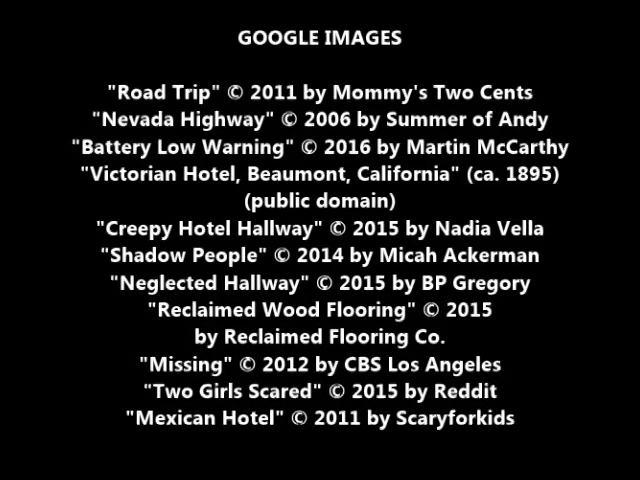 GOOGLE IMAGES
"Road Trip" © 2011 by Mommy's Two Cents
"Nevada Highway" © 2006 by Summer of Andy
"Battery Low Warning" © 2016 by Martin McCarthy
"Victorian Hotel, Beaumont, California" (ca. 1895)
(public domain)
"Creepy Hotel Hallway" © 2015 by Nadia Vella
"Shadow People" © 2014 by Micah Ackerman
"Neglected Hallway" © 2015 by BP Gregory
"Reclaimed Wood Flooring" © 2015
by Reclaimed Flooring Co.
"Missing" © 2012 by CBS Los Angeles
"Two Girls Scared" © 2015 by Reddit
"Mexican Hotel" © 2011 by Scaryforkids